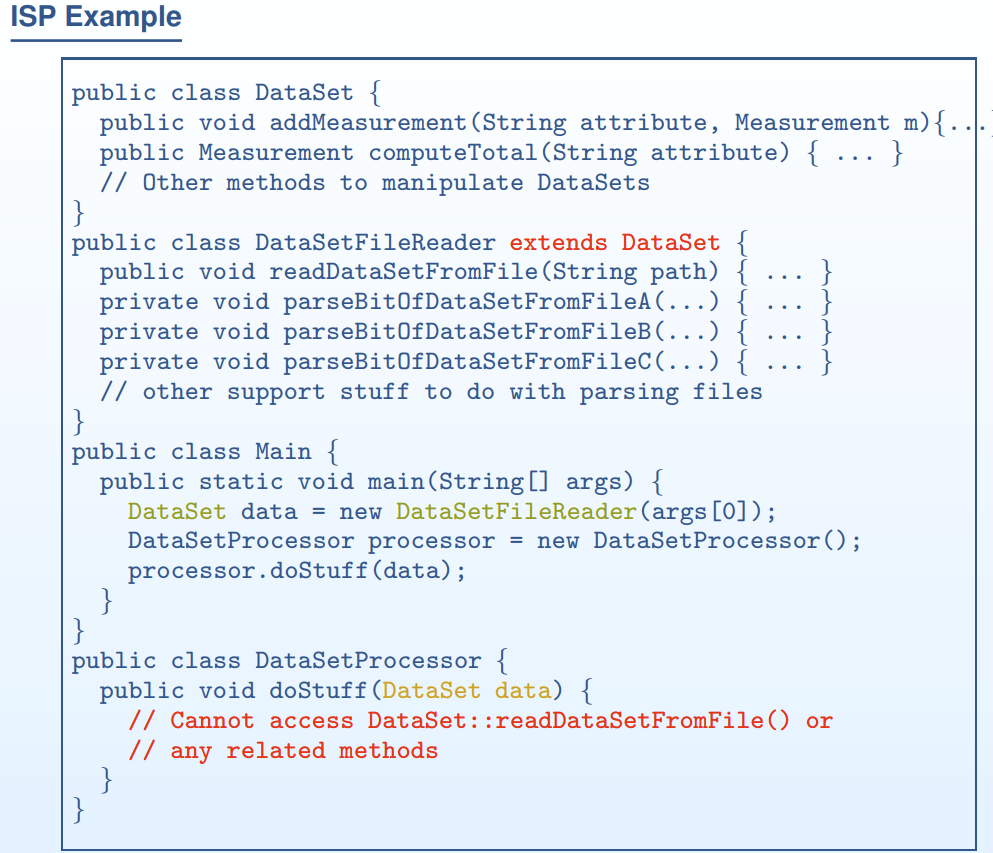 ISP Example
public class DataSet {
public void addMeasurement(String attribute, Measurement m){...}
public Measurement computeTotal(String attribute) { ... }
// Other methods to manipulate DataSets
}
public class DataSetFileReader extends DataSet {
public void readDataSetFromFile(String path) { ... }
private void parseBitOfDataSetFromFileA(...) { ... }
private void parseBitOfDataSetFromFileB(...) { ... }
private void parseBitOfDataSetFromFileC(...) { ... }
// other support stuff to do with parsing files
}
public class Main {
public static void main(String[] args) {
DataSet data = new DataSetFileReader(args[0]);
DataSetProcessor processor = new DataSetProcessor();
processor.doStuff(data);
}
}
public class DataSetProcessor {
public void doStuff(DataSet data) {
// Cannot access DataSet::readDataSetFromFile() or
// any related methods
}
}